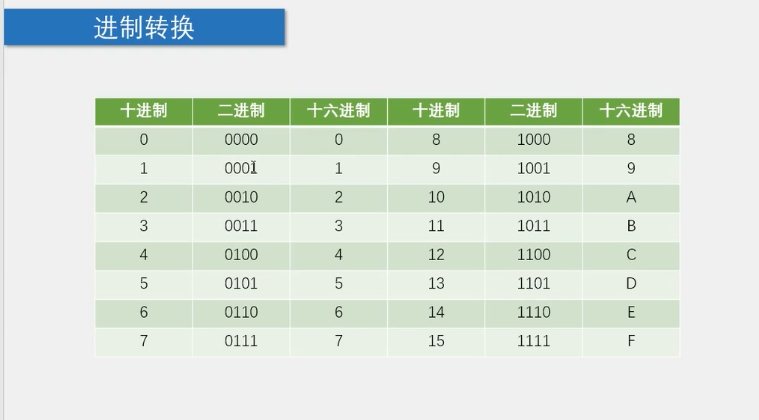 进制转换
十进制 二进制 十六进制 十进制 二进制 十六进制
0 0000 0 8 1000 8
1 0001 1 9 1001 9
2 0010 2 10 1010 A
3 0011 3 11 1011 B
4 0100 4 12 1100 C
5 0101 5 13 1101 D
6 0110 6 14 1110 E
7 0111 7 15 1111 F